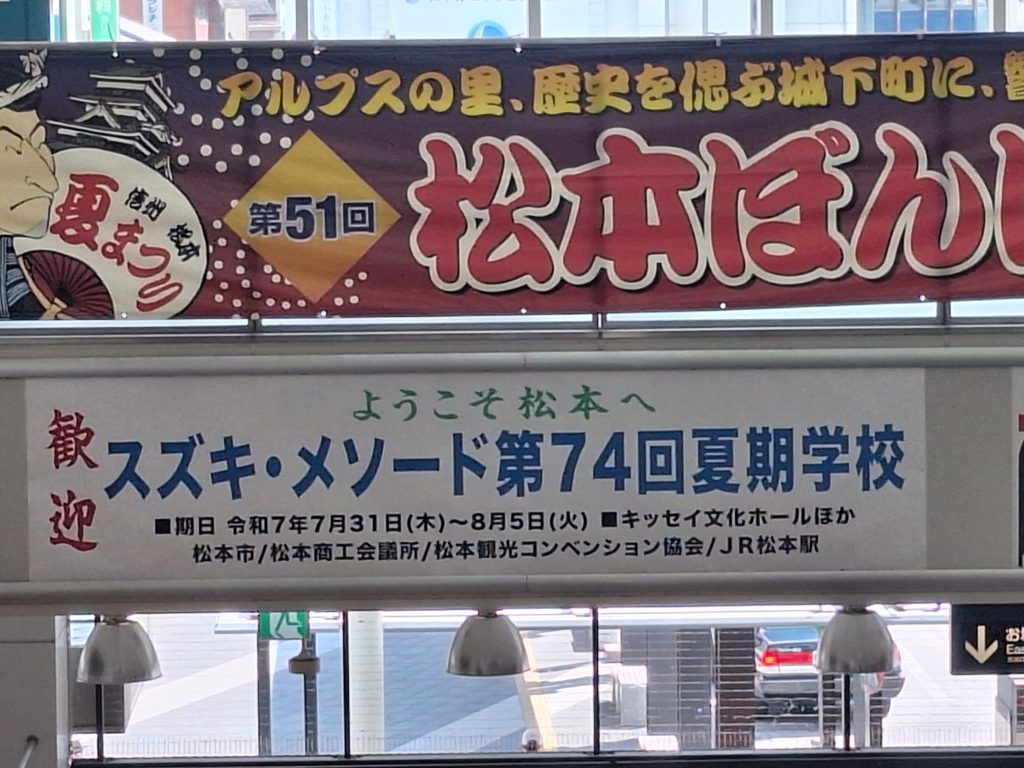 アルプスの里、歴史を偲ぶ城下町に、
夏まつり
信州
松本
第51回
松本ぼん
ようこそ松本へ
歓迎
スズキ・メソード第74回夏期学校
■期日 令和7年7月31日(木)～8月5日(火) ■キッセイ文化ホールほか
松本市/松本商工会議所/松本観光コンベンション協会/JR松本駅